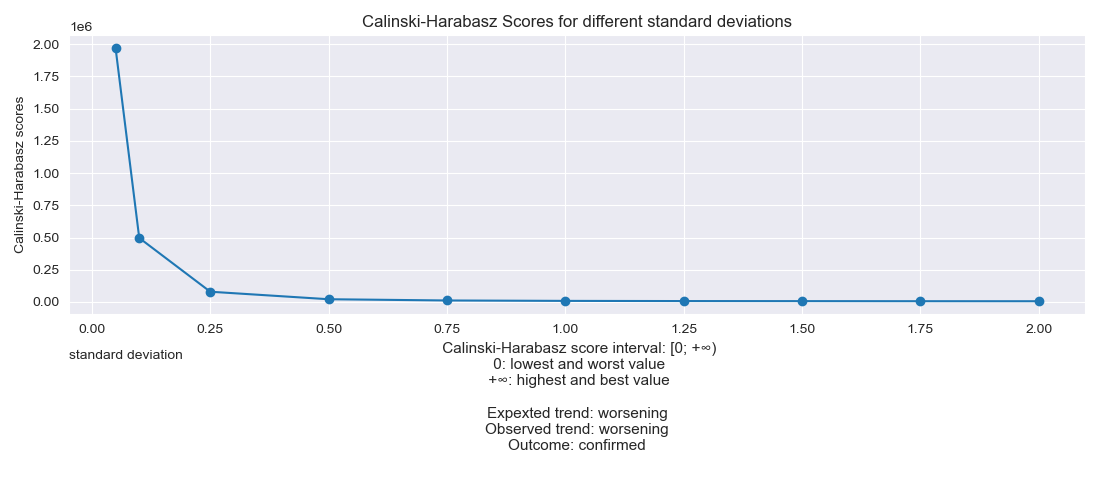 Calinski-Harabasz Scores for different standard deviations
1e6
2.00
1.75
1.50
1.25
1.00
0.75
0.50
0.25
0.00
Calinski-Harabasz scores
0.00 0.25 0.50 0.75 1.00 1.25 1.50 1.75 2.00
standard deviation
Calinski-Harabasz score interval: [0; +∞)
0: lowest and worst value
+∞: highest and best value
Expexted trend: worsening
Observed trend: worsening
Outcome: confirmed